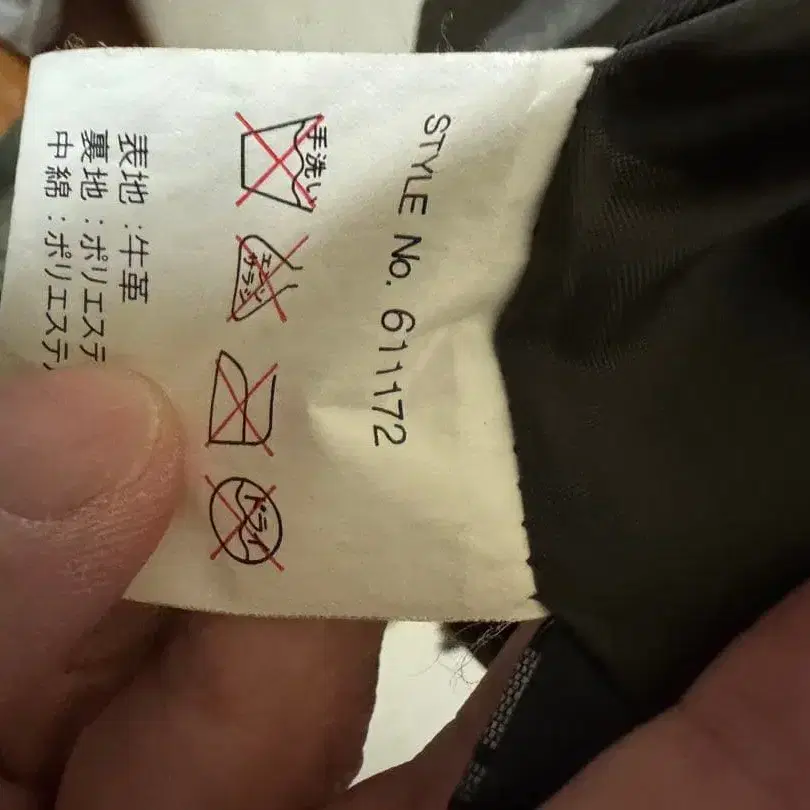 STYLE No. 611172
手洗い
エンソ
サラシ
ドライ
表地:牛革
裏地:ポリエステ
中綿:ポリエステ